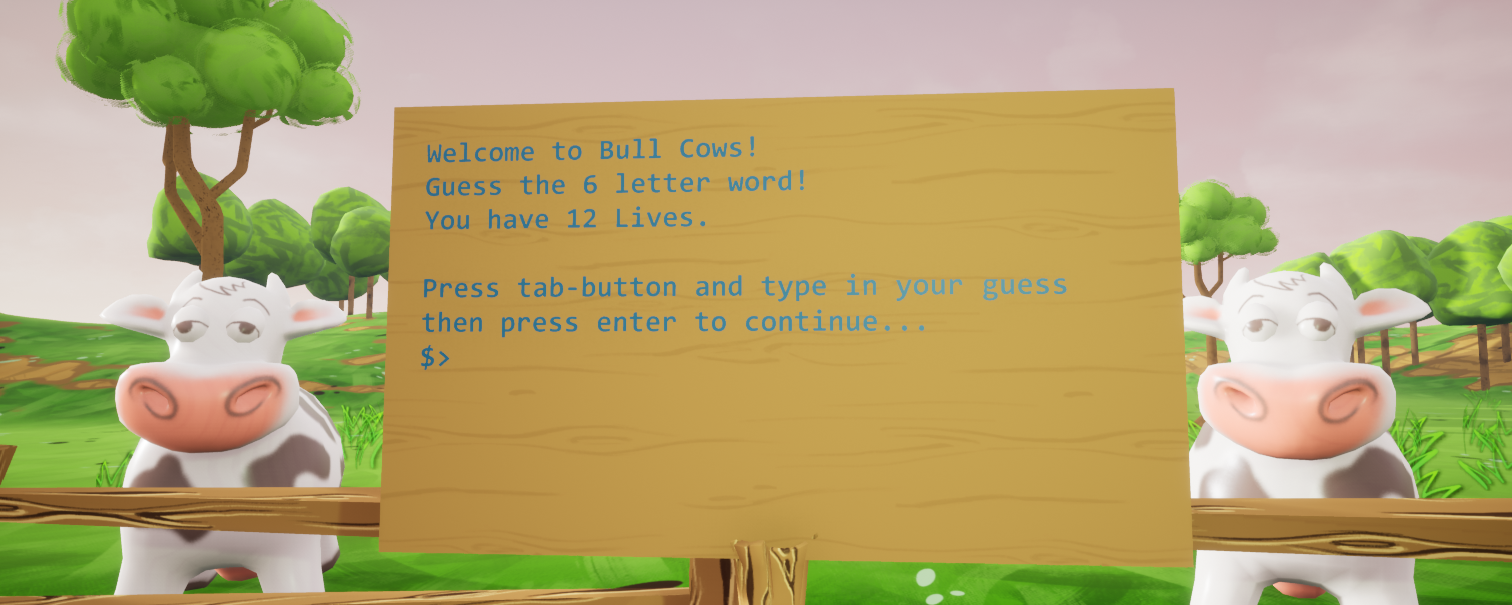 Welcome to Bull Cows!
Guess the 6 letter word!
You have 12 Lives.
Press tab-button and type in your guess
then press enter to continue...
$>